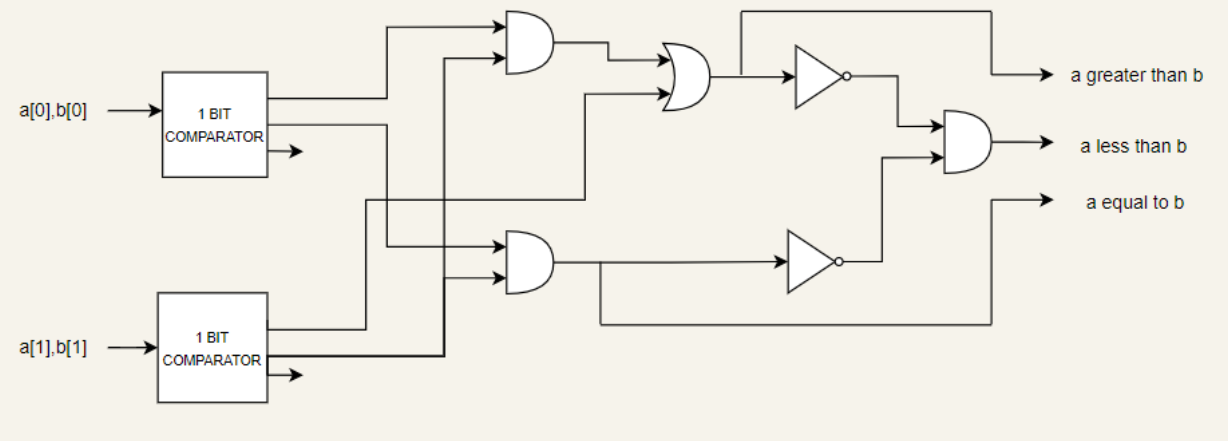 a[0],b[0]
1 BIT
COMPARATOR
a greater than b
a less than b
a equal to b
a[1],b[1]
1 BIT
COMPARATOR